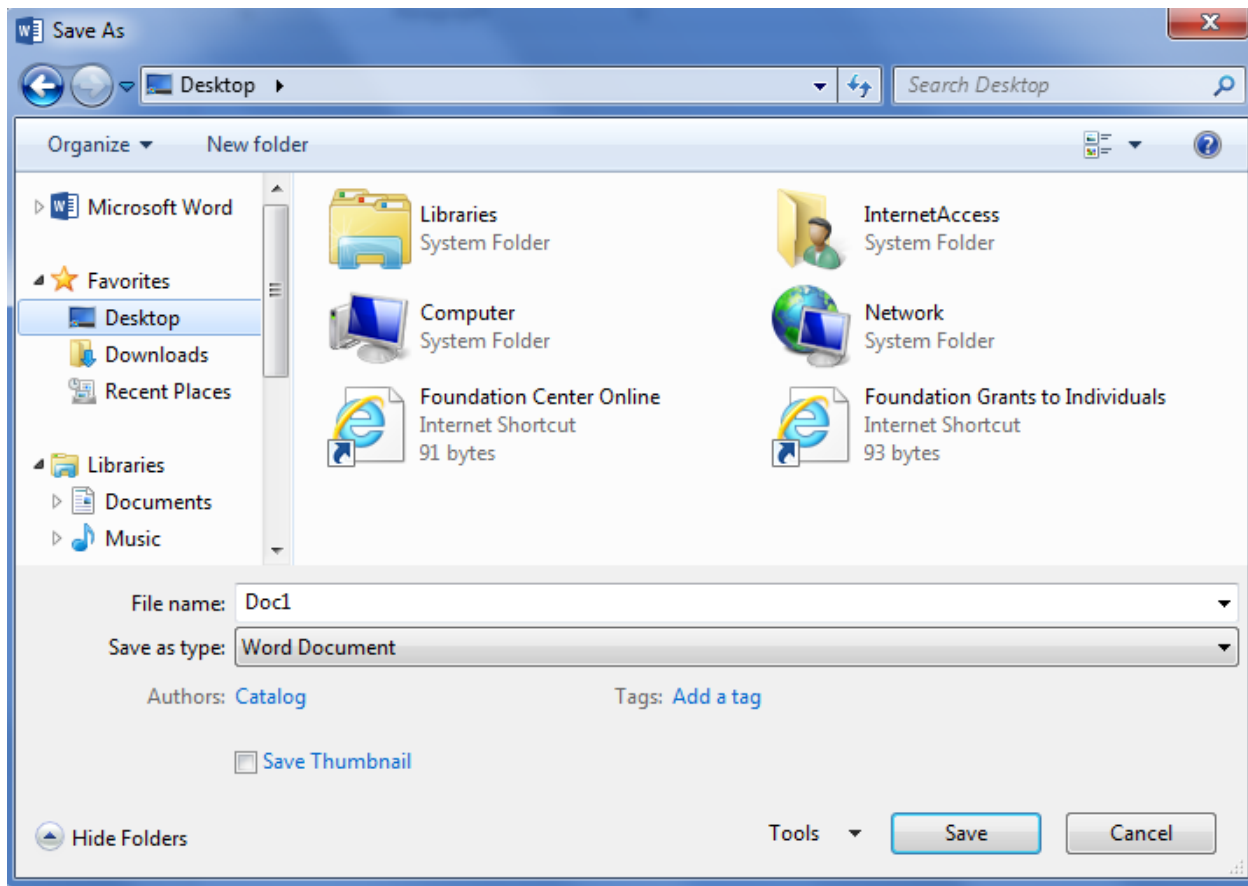 Save As
Desktop
Search Desktop
Organize New folder
Microsoft Word
Favorites
Desktop
Downloads
Recent Places
Libraries
Documents
Music
Libraries
System Folder
InternetAccess
System Folder
Computer
System Folder
Network
System Folder
Foundation Center Online
Internet Shortcut
91 bytes
Foundation Grants to Individuals
Internet Shortcut
93 bytes
File name: Doc1
Save as type: Word Document
Authors: Catalog Tags: Add a tag
Save Thumbnail
Hide Folders Tools Save Cancel